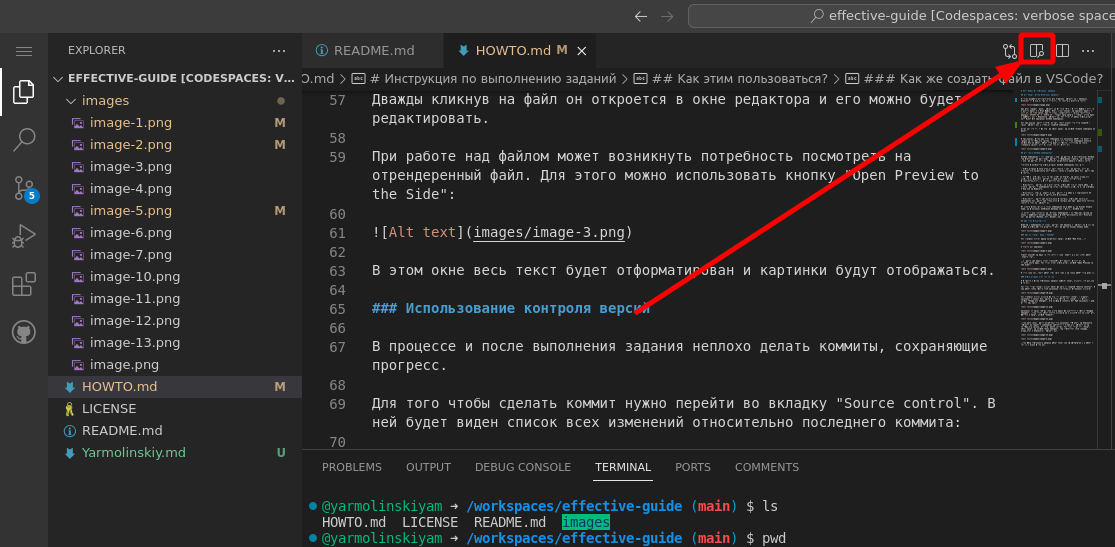 effective-guide [Codespaces: verbose space
EXPLORER
README.md
HOWTO.md M
EFFECTIVE-GUIDE [CODESPACES: V...
O.md > # Инструкция по выполнению заданий > ## Как этим пользоваться? > ### Как же создать файл в VSCode?
images
image-1.png M
image-2.png M
image-3.png
image-4.png
image-5.png M
image-6.png
image-7.png
image-10.png
image-11.png
image-12.png
image-13.png
image.png
HOWTO.md M
LICENSE
README.md
Yarmolinskiy.md U
5
57 Дважды кликнув на файл он откроется в окне редактора и его можно будет
редактировать.
58
59 При работе над файлом может возникнуть потребность посмотреть на
отрендеренный файл. Для этого можно использовать кнопку "Open Preview to
the Side":
60
61 ![Alt text](images/image-3.png)
62
63 В этом окне весь текст будет отформатирован и картинки будут отображаться.
64
65 ### Использование контроля версий
66
67 В процессе и после выполнения задания неплохо делать коммиты, сохраняющие
прогресс.
68
69 Для того чтобы сделать коммит нужно перейти во вкладку "Source control". В
ней будет виден список всех изменений относительно последнего коммита:
70
PROBLEMS OUTPUT DEBUG CONSOLE TERMINAL PORTS COMMENTS
@yarmolinskiyam ➜ /workspaces/effective-guide (main) $ ls
HOWTO.md LICENSE README.md images
@yarmolinskiyam ➜ /workspaces/effective-guide (main) $ pwd